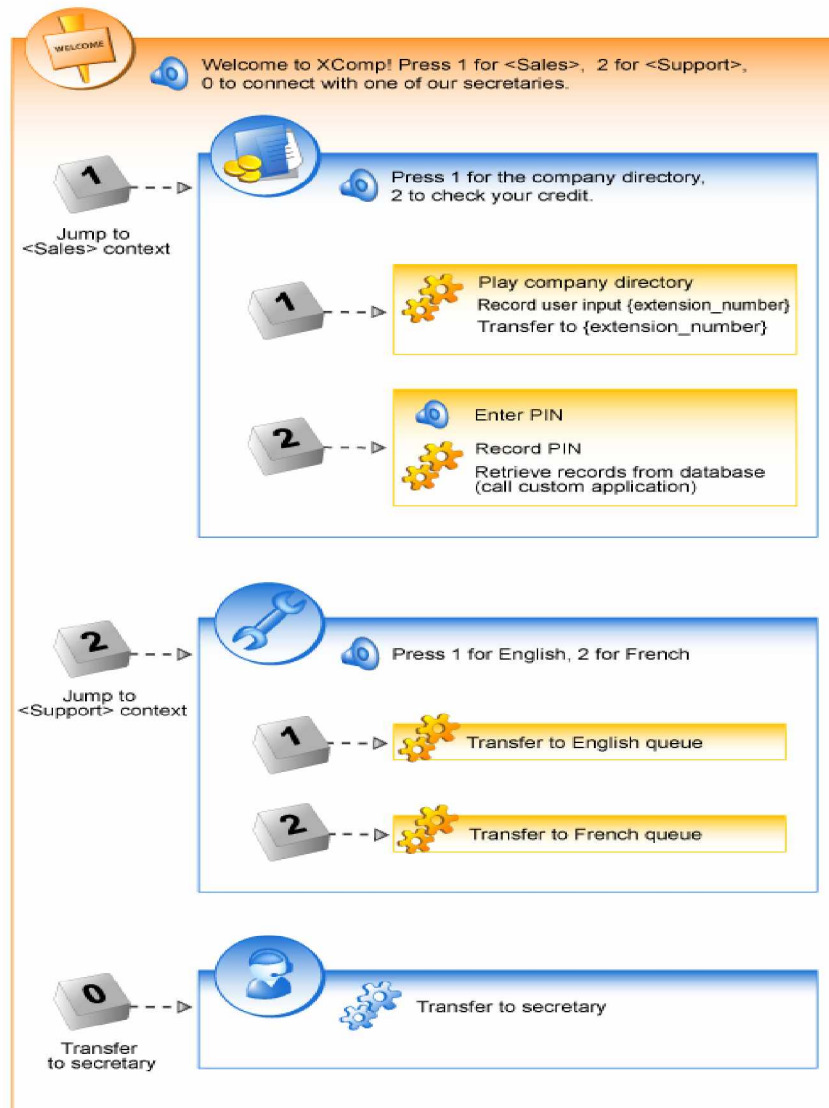 WELCOME
Welcome to XComp! Press 1 for <Sales>, 2 for <Support>,
0 to connect with one of our secretaries.
1
Jump to
<Sales> context
Press 1 for the company directory,
2 to check your credit.
1
Play company directory
Record user input {extension_number}
Transfer to {extension_number}
2
Enter PIN
Record PIN
Retrieve records from database
(call custom application)
2
Jump to
<Support> context
Press 1 for English, 2 for French
1
Transfer to English queue
2
Transfer to French queue
0
Transfer
to secretary
Transfer to secretary